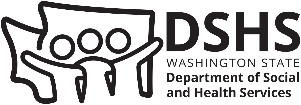 DSHS
WASHINGTON STATE
Department of Social
and Health Services